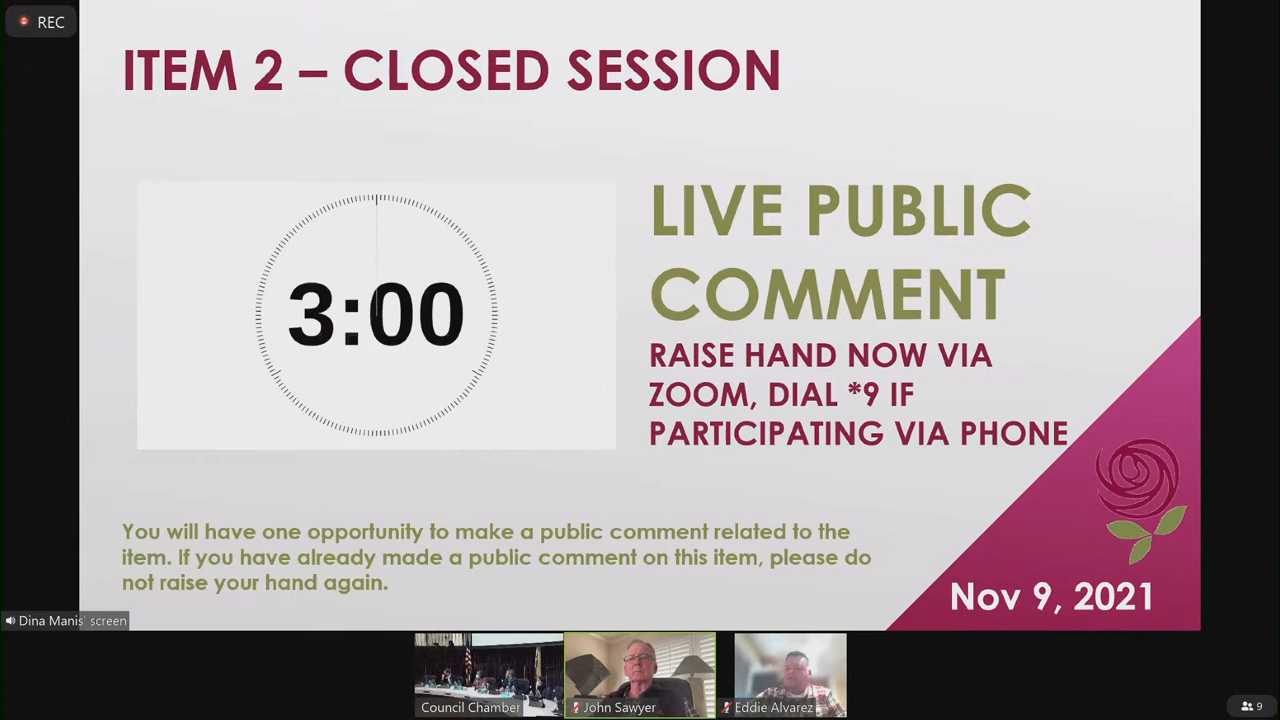 REC
ITEM 2 – CLOSED SESSION
3:00
LIVE PUBLIC
COMMENT
RAISE HAND NOW VIA
ZOOM, DIAL *9 IF
PARTICIPATING VIA PHONE
You will have one opportunity to make a public comment related to the
item. If you have already made a public comment on this item, please do
not raise your hand again.
Nov 9, 2021
Dina Manis' screen
Council Chamber
John Sawyer
Eddie Alvarez
9